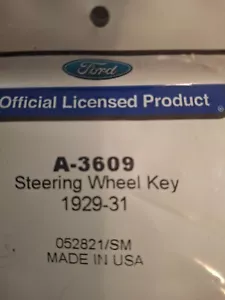 Ford
Official Licensed Product
A-3609
Steering Wheel Key
1929-31
052821/SM
MADE IN USA